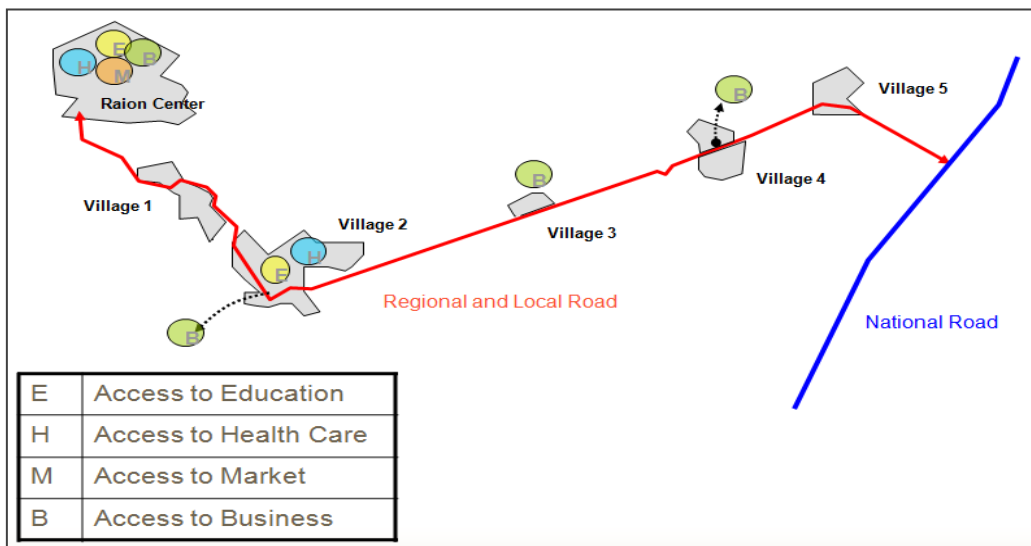 E
B
H
M
Raion Center
Village 5
B
Village 4
B
Village 3
Village 1
Village 2
H
E
B
Regional and Local Road
National Road
E Access to Education
H Access to Health Care
M Access to Market
B Access to Business